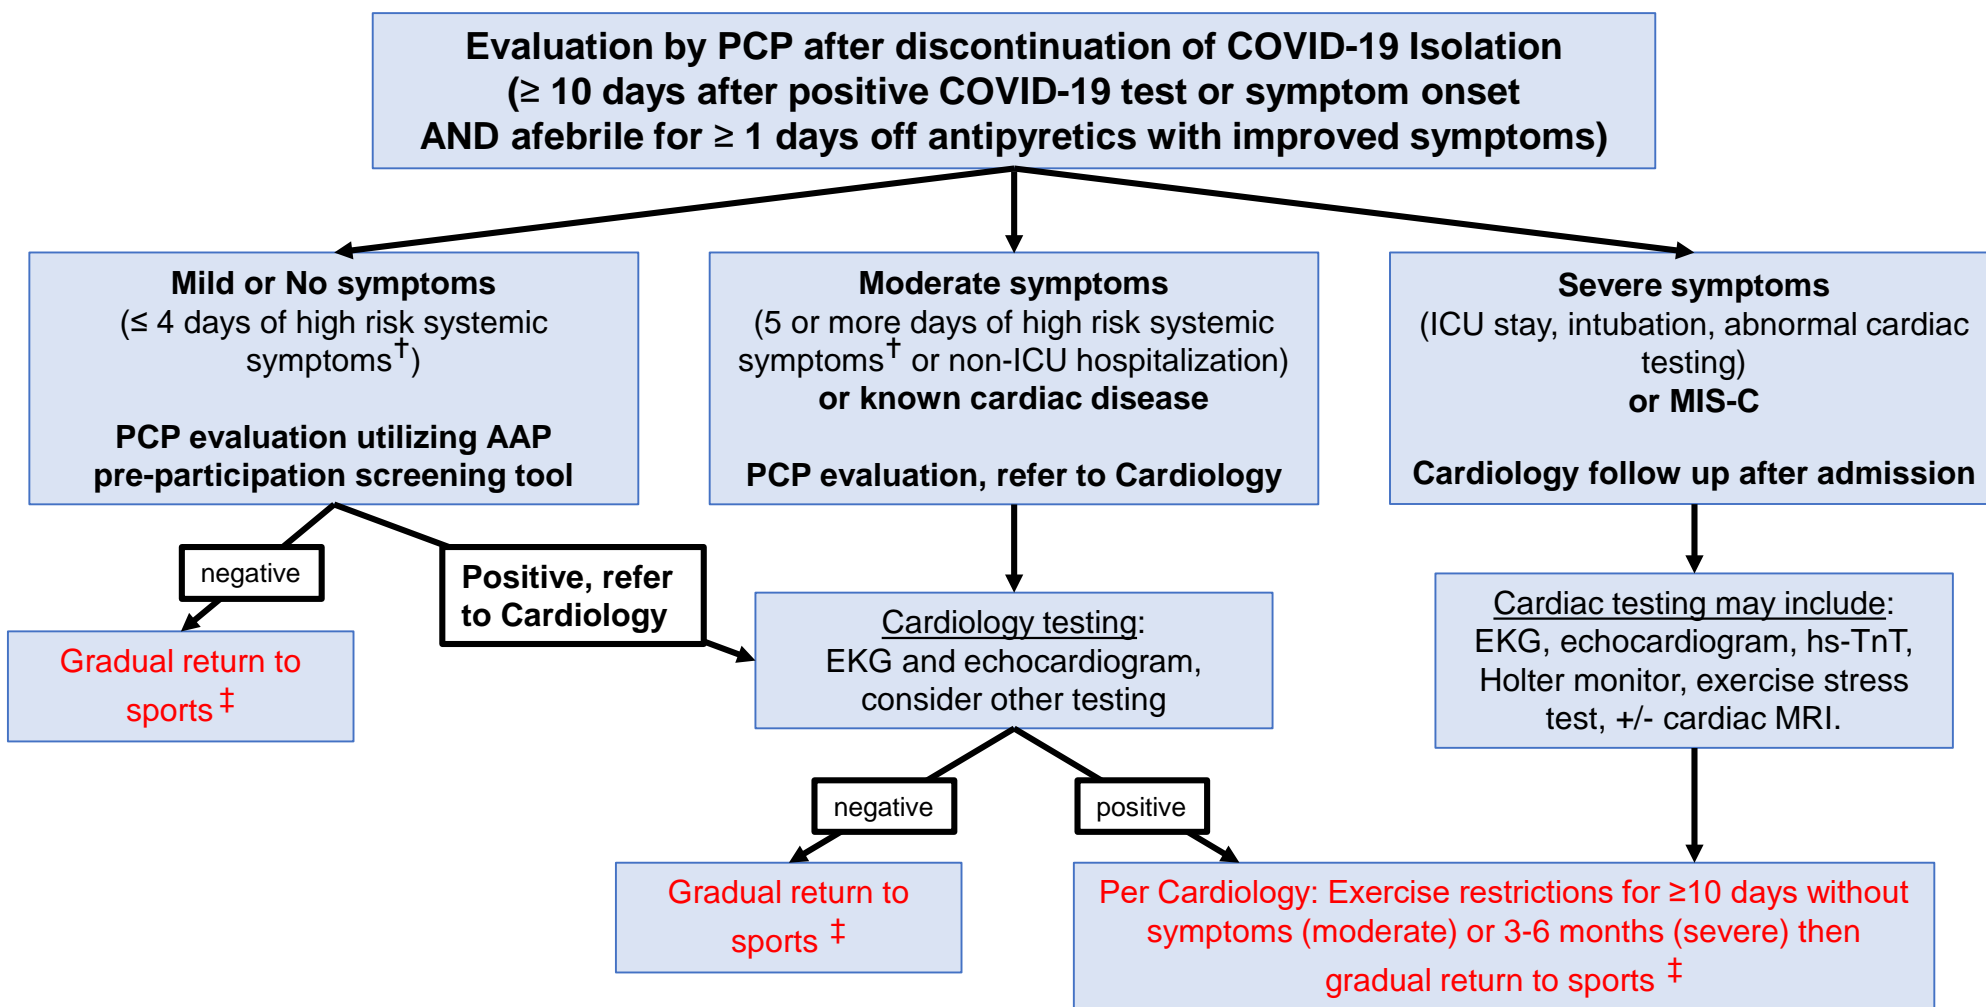 Evaluation by PCP after discontinuation of COVID-19 Isolation
(≥ 10 days after positive COVID-19 test or symptom onset
AND afebrile for ≥ 1 days off antipyretics with improved symptoms)
Mild or No symptoms
(≤ 4 days of high risk systemic
symptoms†)
PCP evaluation utilizing AAP
pre-participation screening tool
Moderate symptoms
(5 or more days of high risk systemic
symptoms† or non-ICU hospitalization)
or known cardiac disease
PCP evaluation, refer to Cardiology
Severe symptoms
(ICU stay, intubation, abnormal cardiac
testing)
or MIS-C
Cardiology follow up after admission
negative
Positive, refer
to Cardiology
Gradual return to
sports ‡
Cardiology testing:
EKG and echocardiogram,
consider other testing
Cardiac testing may include:
EKG, echocardiogram, hs-TnT,
Holter monitor, exercise stress
test, +/- cardiac MRI.
negative
positive
Gradual return to
sports ‡
Per Cardiology: Exercise restrictions for ≥10 days without
symptoms (moderate) or 3-6 months (severe) then
gradual return to sports ‡